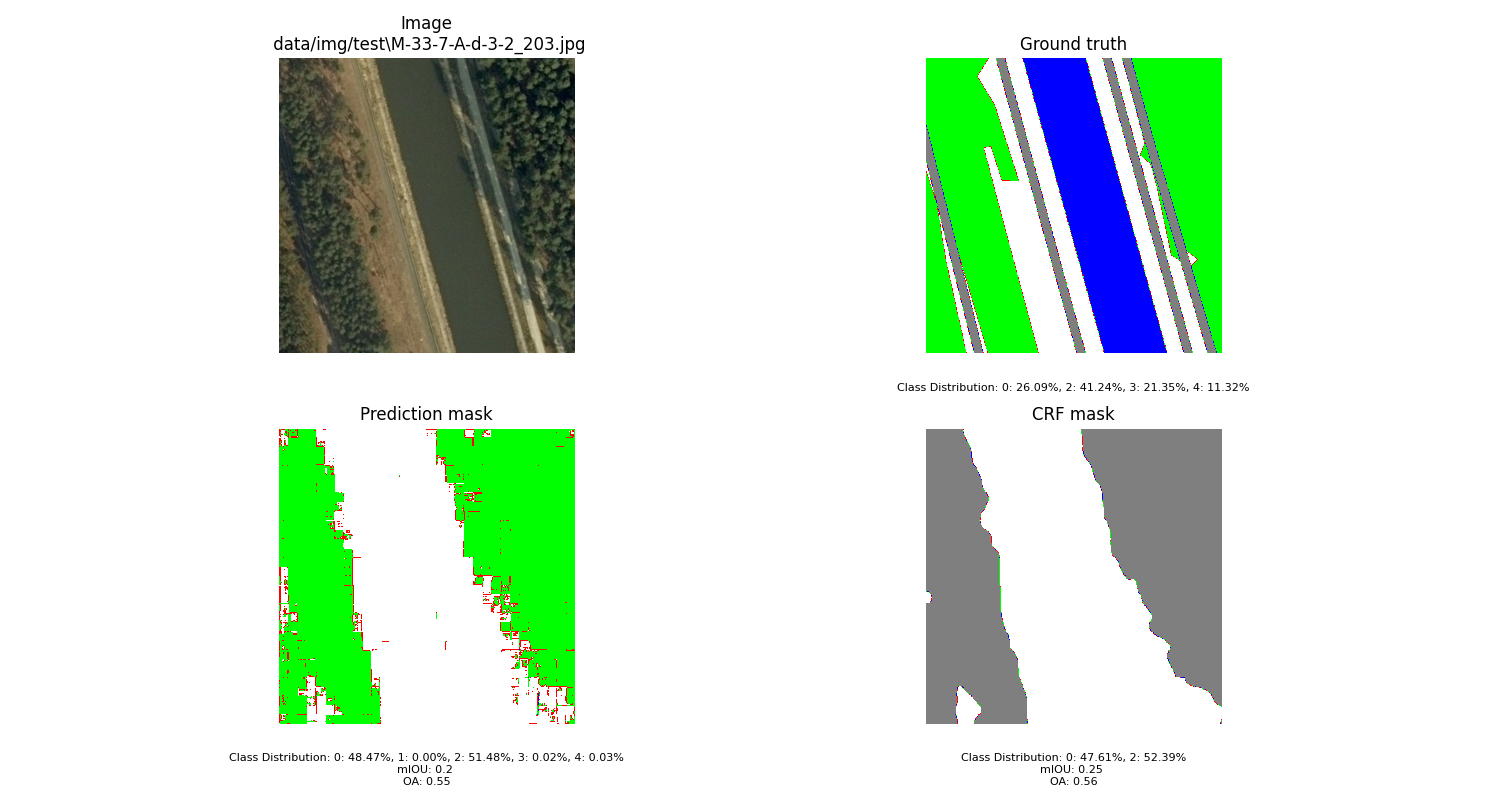 Image
data/img/test\M-33-7-A-d-3-2_203.jpg
Ground truth
Class Distribution: 0: 26.09%, 2: 41.24%, 3: 21.35%, 4: 11.32%
Prediction mask
CRF mask
Class Distribution: 0: 48.47%, 1: 0.00%, 2: 51.48%, 3: 0.02%, 4: 0.03%
mIOU: 0.2
OA: 0.55
Class Distribution: 0: 47.61%, 2: 52.39%
mIOU: 0.25
OA: 0.56